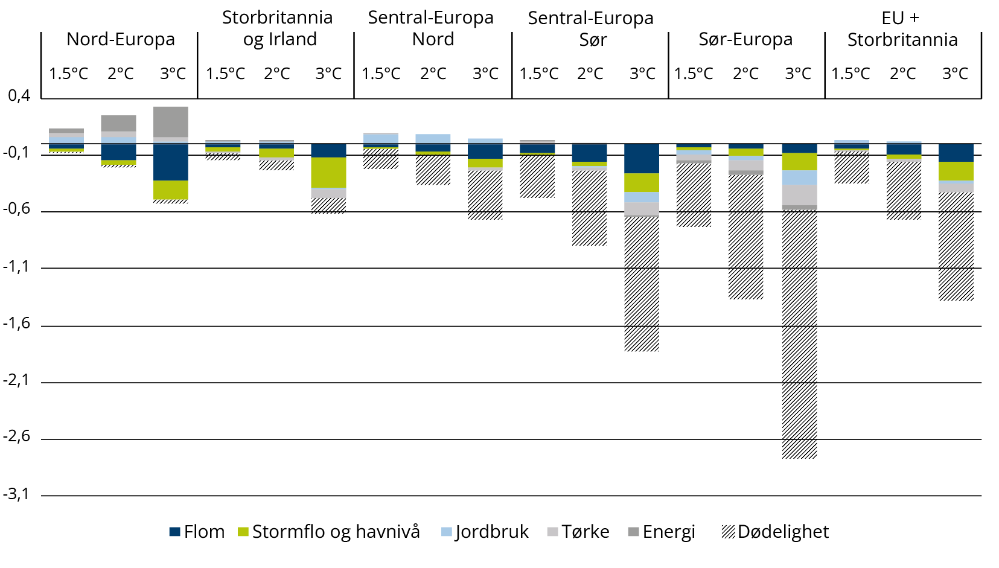 Nord-Europa
Storbritannia
og Irland
Sentral-Europa
Nord
Sentral-Europa
Sør
Sør-Europa
EU +
Storbritannia
1.5°C 2°C 3°C 1.5°C 2°C 3°C 1.5°C 2°C 3°C 1.5°C 2°C 3°C 1.5°C 2°C 3°C 1.5°C 2°C 3°C
0,4
-0,1
-0,6
-1,1
-1,6
-2,1
-2,6
-3,1
Flom Stormflo og havnivå Jordbruk Tørke Energi Dødelighet